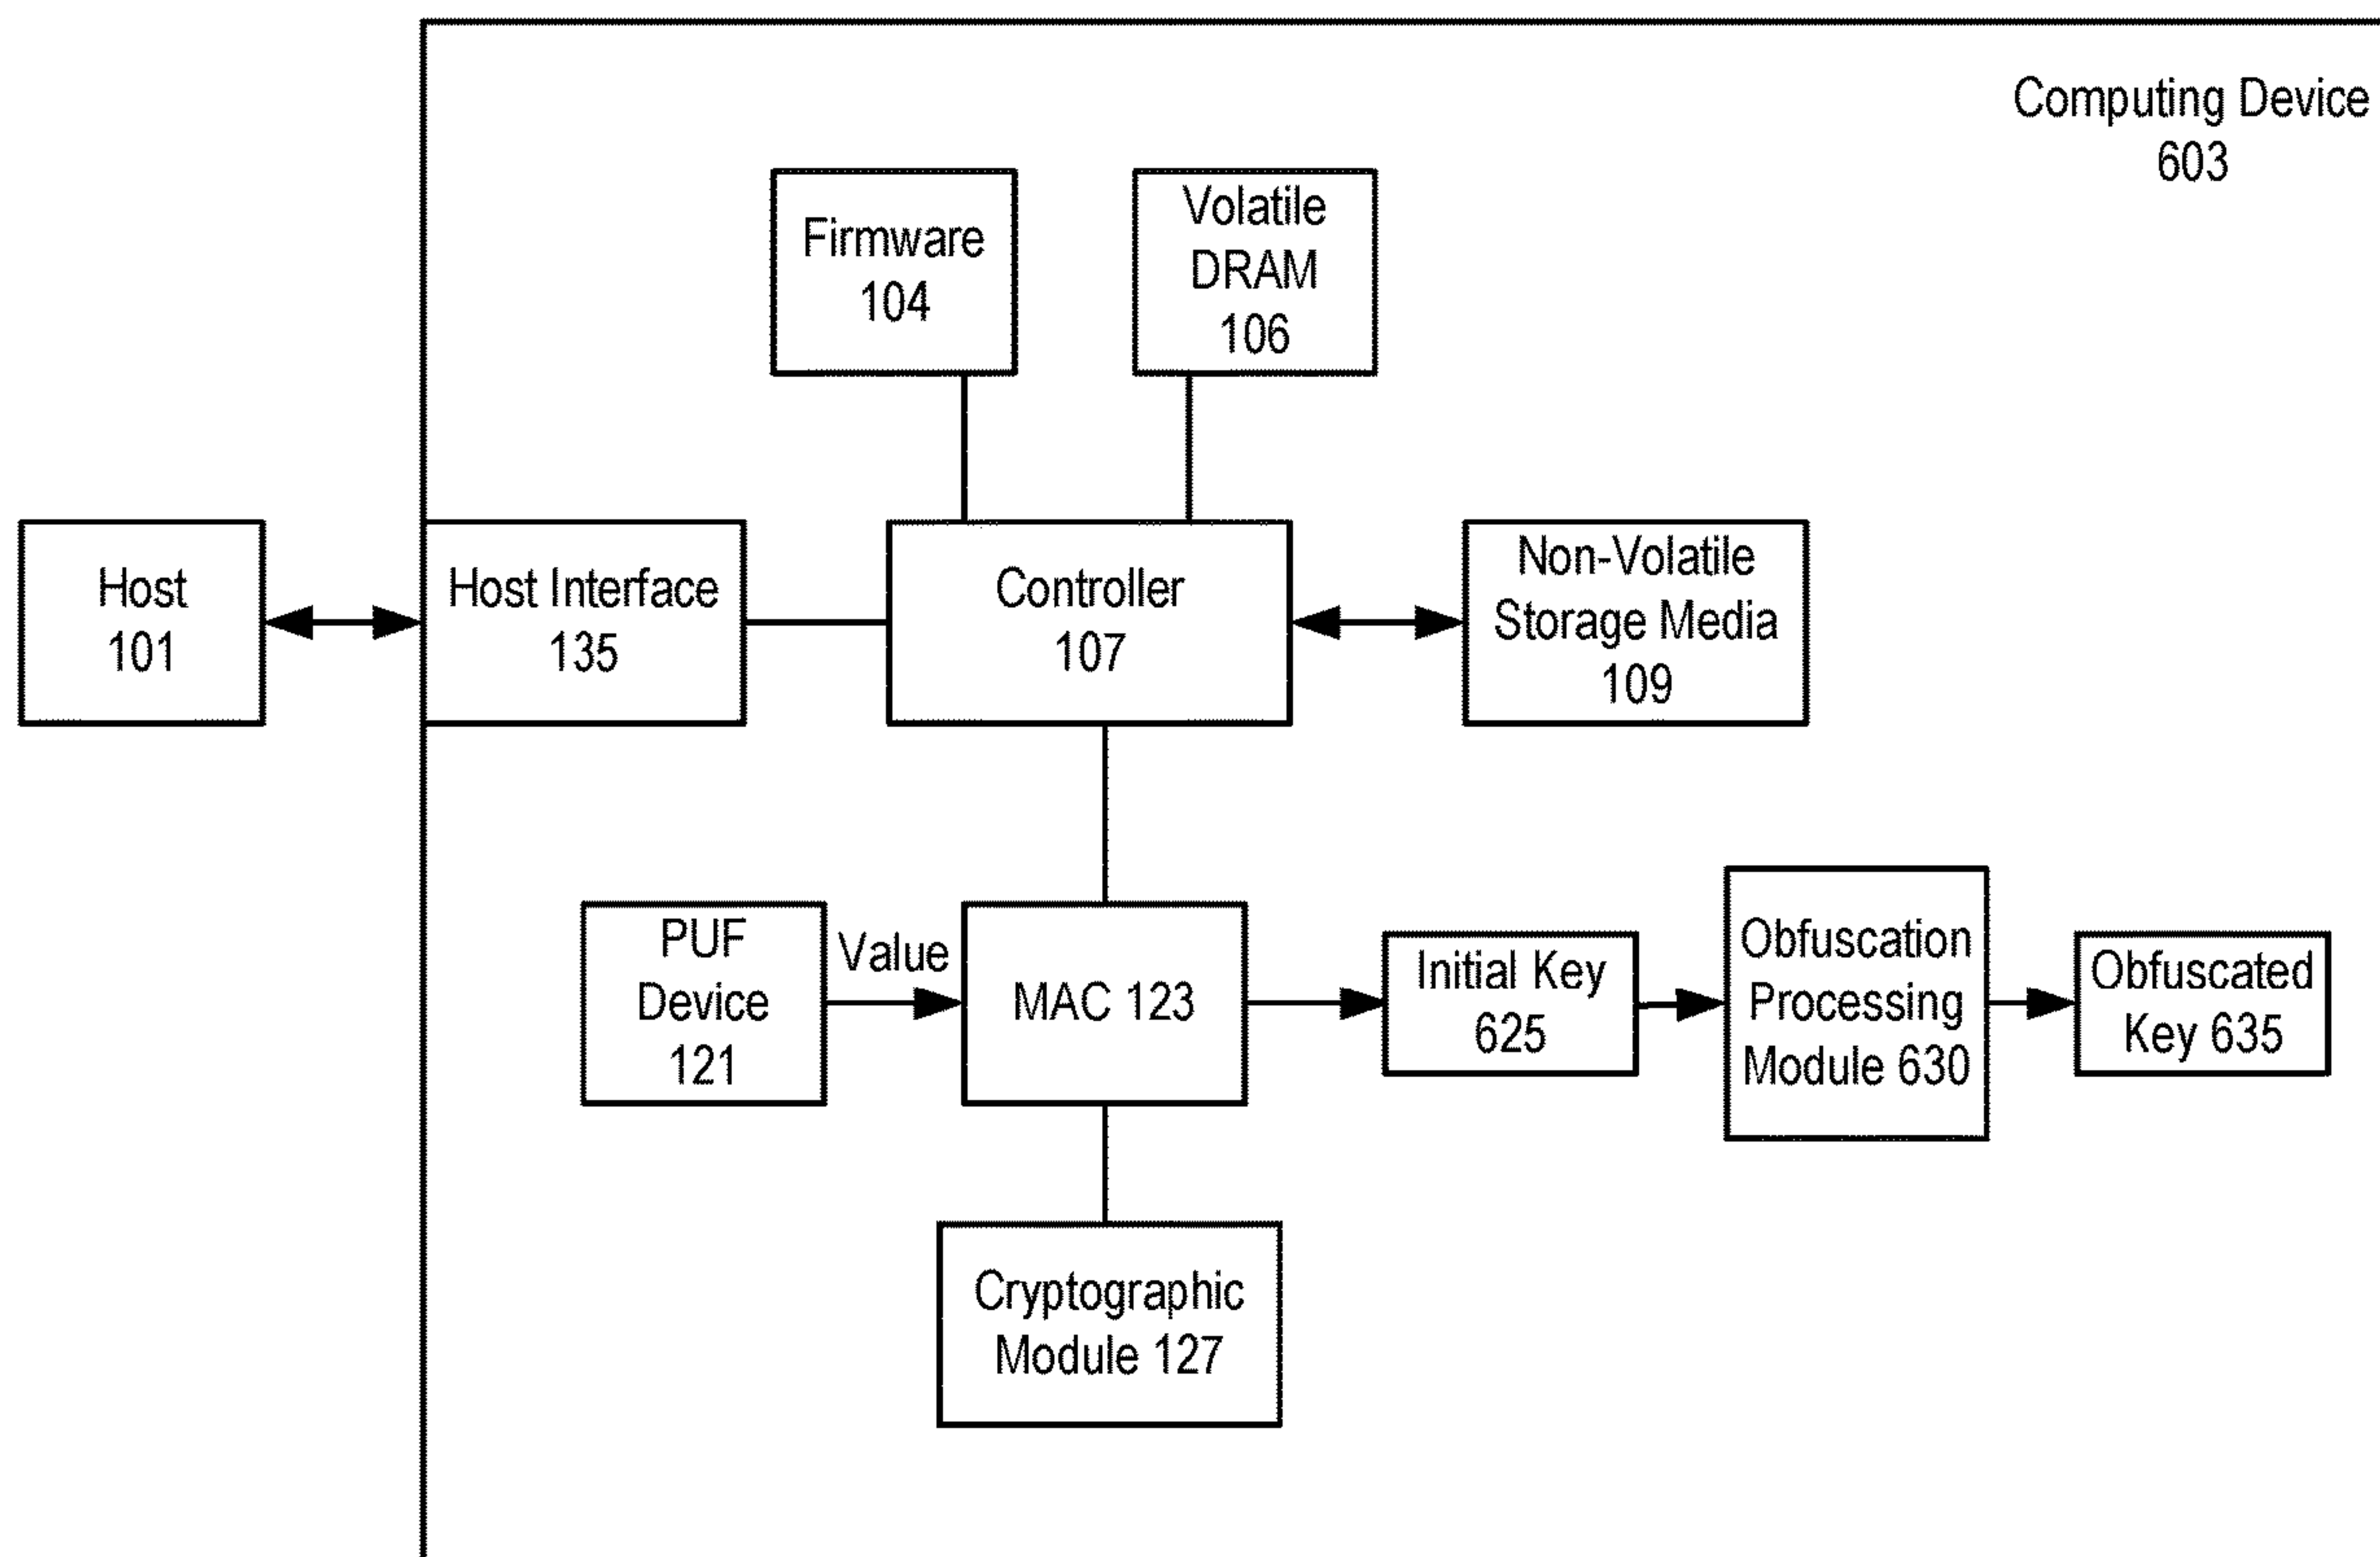 Computing Device
603
Firmware
104
Volatile
DRAM
106
Host
101
Host Interface
135
Controller
107
Non-Volatile
Storage Media
109
PUF
Device
121
Value
MAC 123
Initial Key
625
Obfuscation
Processing
Module 630
Obfuscated
Key 635
Cryptographic
Module 127